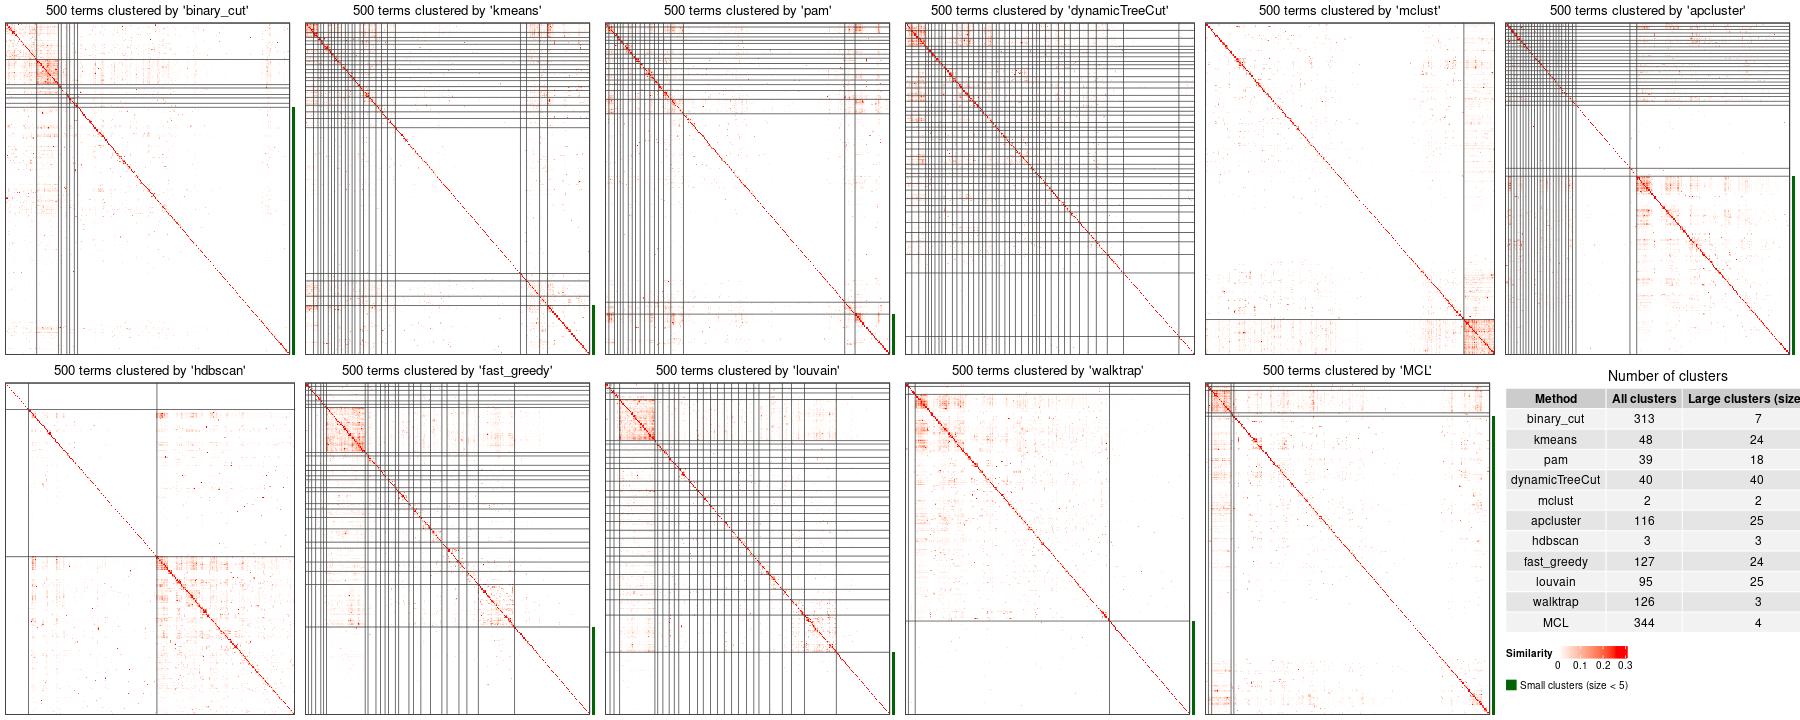 500 terms clustered by 'binary_cut'
500 terms clustered by 'kmeans'
500 terms clustered by 'pam'
500 terms clustered by 'dynamicTreeCut'
500 terms clustered by 'mclust'
500 terms clustered by 'apcluster'
500 terms clustered by 'hdbscan'
500 terms clustered by 'fast_greedy'
500 terms clustered by 'louvain'
500 terms clustered by 'walktrap'
500 terms clustered by 'MCL'
Number of clusters
Method All clusters Large clusters (size
binary_cut 313 7
kmeans 48 24
pam 39 18
dynamicTreeCut 40 40
mclust 2 2
apcluster 116 25
hdbscan 3 3
fast_greedy 127 24
louvain 95 25
walktrap 126 3
MCL 344 4
Similarity
0 0.1 0.2 0.3
Small clusters (size < 5)